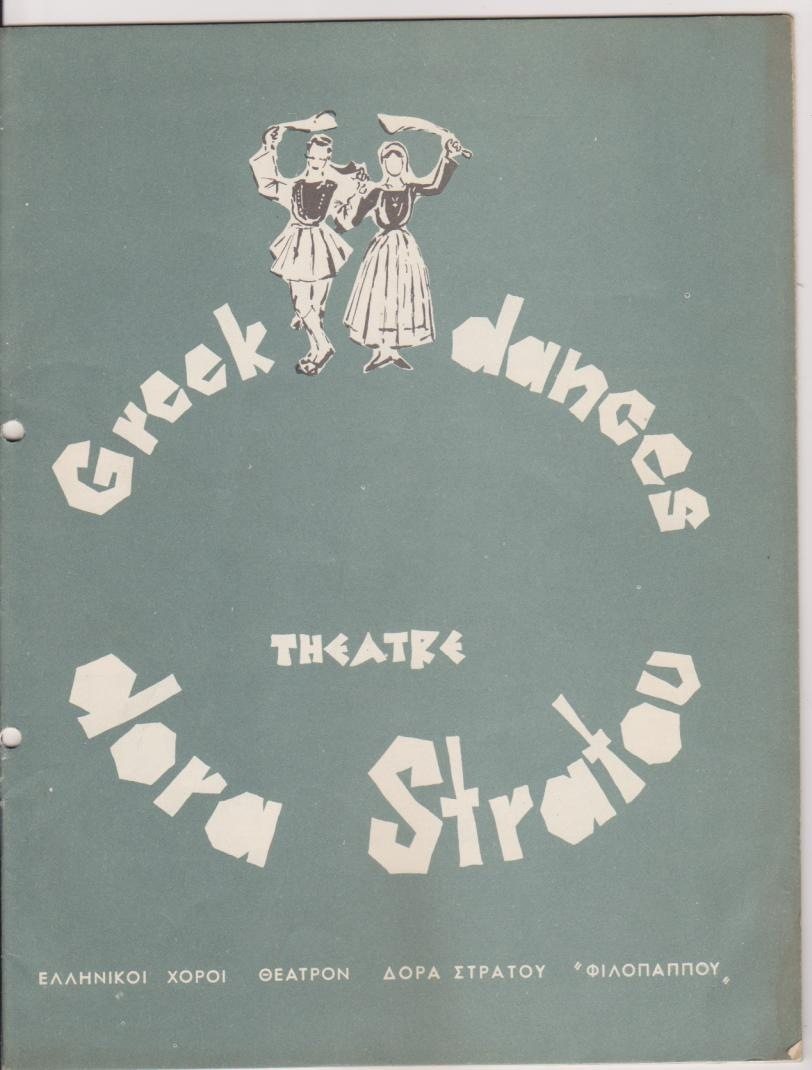 Greek dances
THEATRE
dora Stratou
ΕΛΛΗΝΙΚΟΙ ΧΟΡΟΙ ΘΕΑΤΡΟΝ ΔΟΡΑ ΣΤΡΑΤΟΥ "ΦΙΛΟΠΑΠΠΟΥ„